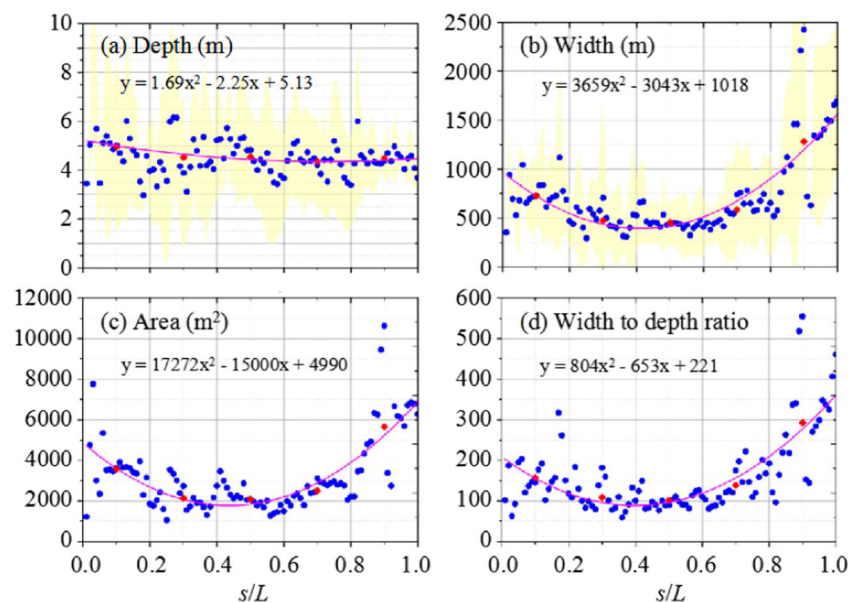 (a) Depth (m)
y = 1.69x² - 2.25x + 5.13
10
8
6
4
2
0
(b) Width (m)
y = 3659x² - 3043x + 1018
2500
2000
1500
1000
500
0
(c) Area (m²)
y = 17272x² - 15000x + 4990
12000
10000
8000
6000
4000
2000
0
0.0 0.2 0.4 0.6 0.8 1.0
s/L
(d) Width to depth ratio
y = 804x² - 653x + 221
600
500
400
300
200
100
0
0.0 0.2 0.4 0.6 0.8 1.0
s/L